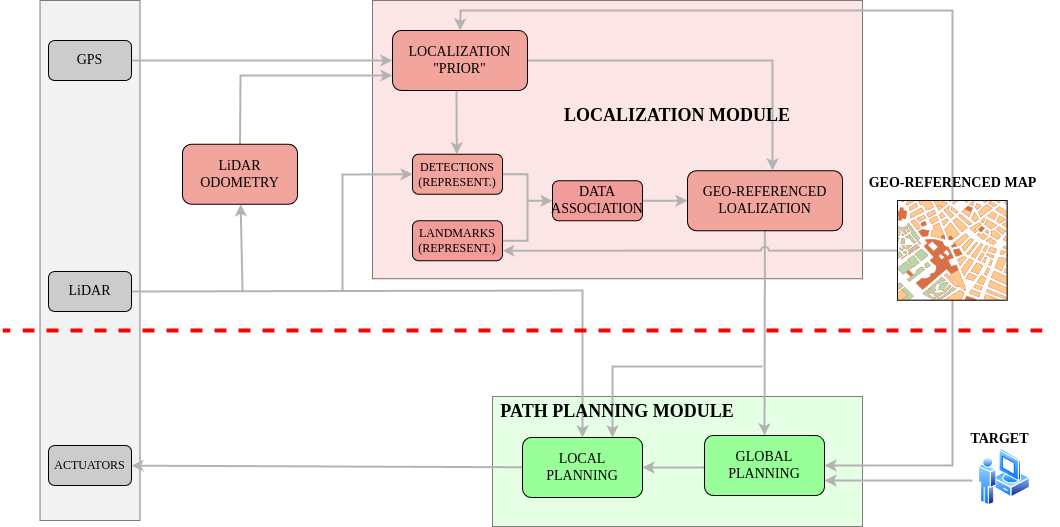 GPS
LOCALIZATION
"PRIOR"
LOCALIZATION MODULE
LiDAR
ODOMETRY
DETECTIONS
(REPRESENT.)
DATA
ASSOCIATION
GEO-REFERENCED
LOALIZATION
GEO-REFERENCED MAP
LANDMARKS
(REPRESENT.)
LiDAR
PATH PLANNING MODULE
ACTUATORS
LOCAL
PLANNING
GLOBAL
PLANNING
TARGET